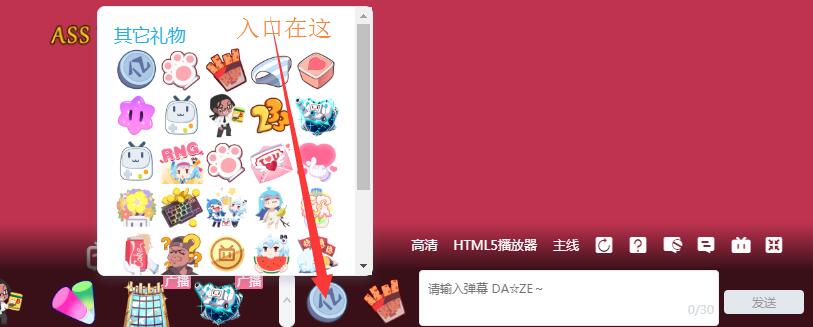 ASS
其它礼物
入口在这
233
RNG
广播
广播
高清
HTML5播放器
主线
请输入弹幕 DA☆ZE～
0/30
发送